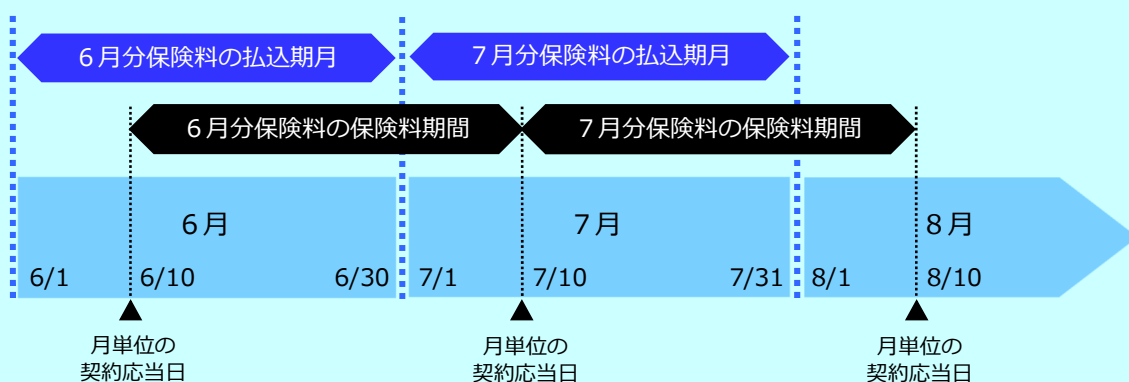 ６月分保険料の払込期月
７月分保険料の払込期月
６月分保険料の保険料期間
７月分保険料の保険料期間
６月
７月
８月
6/1
6/10
6/30
7/1
7/10
7/31
8/1
8/10
月単位の
契約応当日
月単位の
契約応当日
月単位の
契約応当日